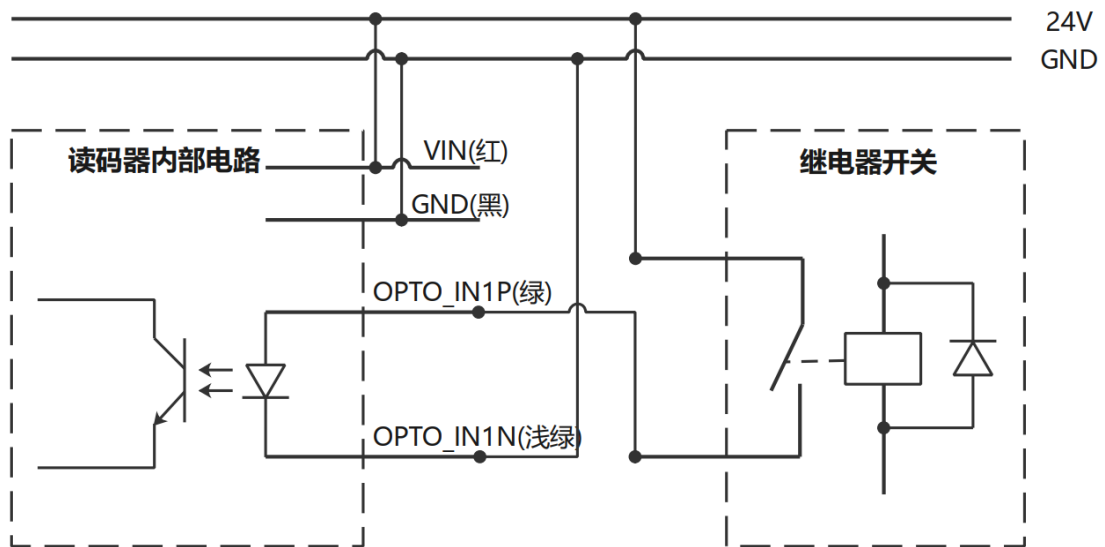 24V
GND
读码器内部电路
VIN(红)
继电器开关
GND(黑)
OPTO_IN1P(绿)
OPTO_IN1N(浅绿)